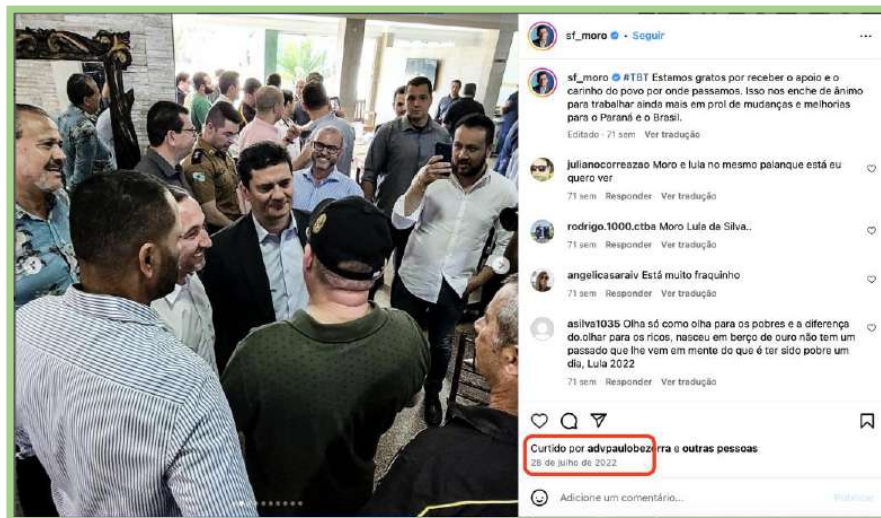 sf_moro • Seguir
sf_moro #TBT Estamos gratos por receber o apoio e o
carinho do povo por onde passamos. Isso nos enche de ânimo
para trabalhar ainda mais em prol de mudanças e melhorias
para o Paraná e o Brasil.
Editado · 71 sem Ver tradução
julianocorreazao Moro e lula no mesmo palanque está eu
quero ver
71 sem Responder Ver tradução
rodrigo.1000.ctba Moro Lula da Silva..
71 sem Responder Ver tradução
angelicasaraiv Está muito fraquinho
71 sem Responder Ver tradução
asilva1035 Olha só como olha para os pobres e a diferença
do.olhar para os ricos, nasceu em berço de ouro não tem um
passado que lhe vem em mente do que é ter sido pobre um
dia, Lula 2022
71 sem Responder Ver tradução
Curtido por advpaulobezerra e outras pessoas
28 de julho de 2022
Adicione um comentário...
Publicar